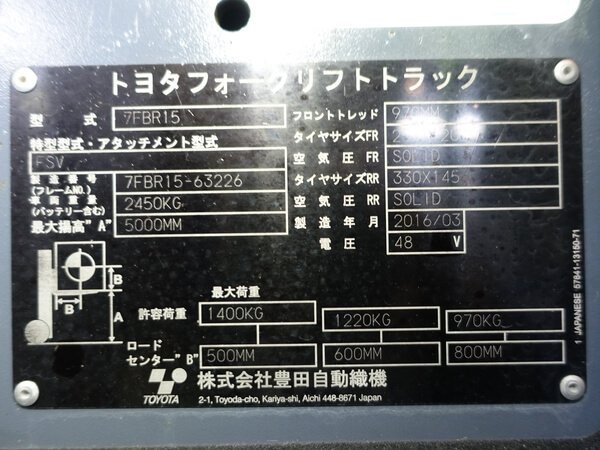 トヨタフォークリフトトラック
型式 7FBR15
特型型式・アタッチメント型式
FSV
製造番号(フレームNO.) 7FBR15-63226
車両重量(バッテリー含む) 2450KG
最大揚高"A" 5000MM
フロントトレッド 970MM
タイヤサイズFR
空気圧FR SOLID
タイヤサイズRR 330X145
空気圧RR SOLID
製造年月 2016/03
電圧 48 V
B
B
A
最大荷重
許容荷重 1400KG 1220KG 970KG
ロードセンター"B" 500MM 600MM 800MM
TOYOTA
株式会社豊田自動織機
2-1, Toyoda-cho, Kariya-shi, Aichi 448-8671 Japan
1 JAPANESE 57841-13150-71